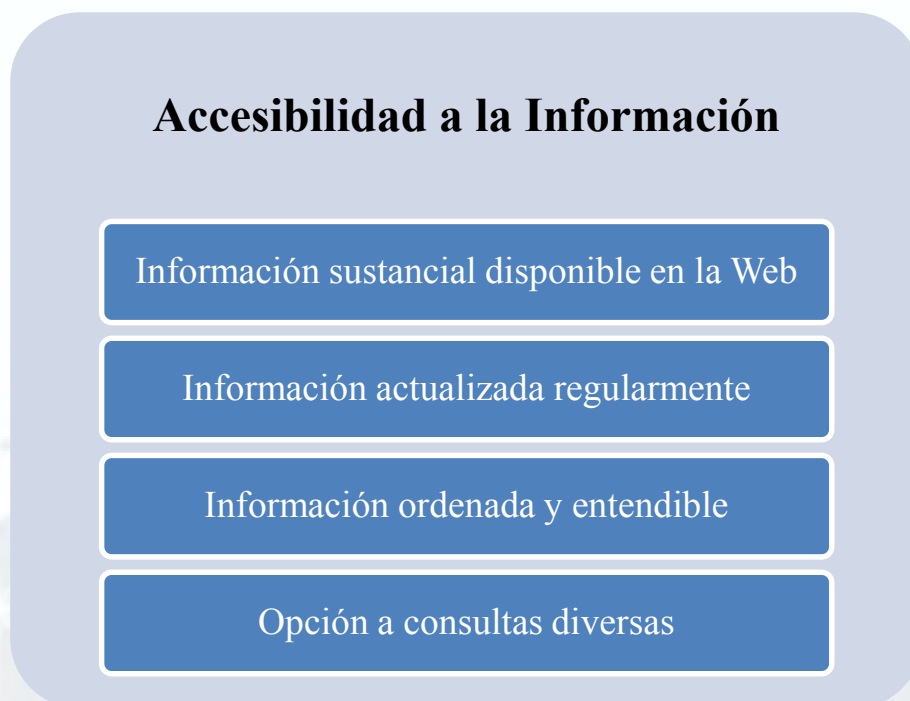 Accesibilidad a la Información
Información sustancial disponible en la Web
Información actualizada regularmente
Información ordenada y entendible
Opción a consultas diversas